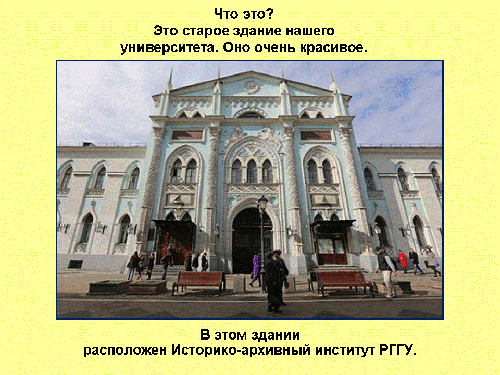 Что это?
Это старое здание нашего
университета. Оно очень красивое.
В этом здании
расположен Историко-архивный институт РГГУ.